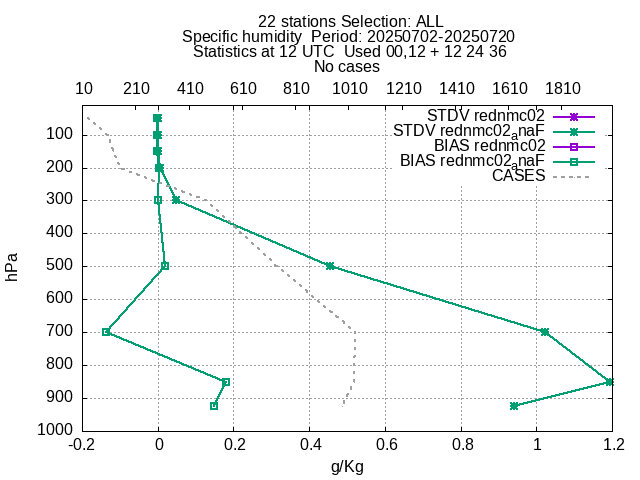 22 stations Selection: ALL
Specific humidity  Period: 20250702-20250720
Statistics at 12 UTC  Used 00,12 + 12 24 36
No cases
10 210 410 610 810 1010 1210 1410 1610 1810
STDV rednmc02
STDV rednmc02anaF
BIAS rednmc02
BIAS rednmc02anaF
CASES
100
200
300
400
500
600
700
800
900
1000
hPa
-0.2 0 0.2 0.4 0.6 0.8 1 1.2
g/Kg